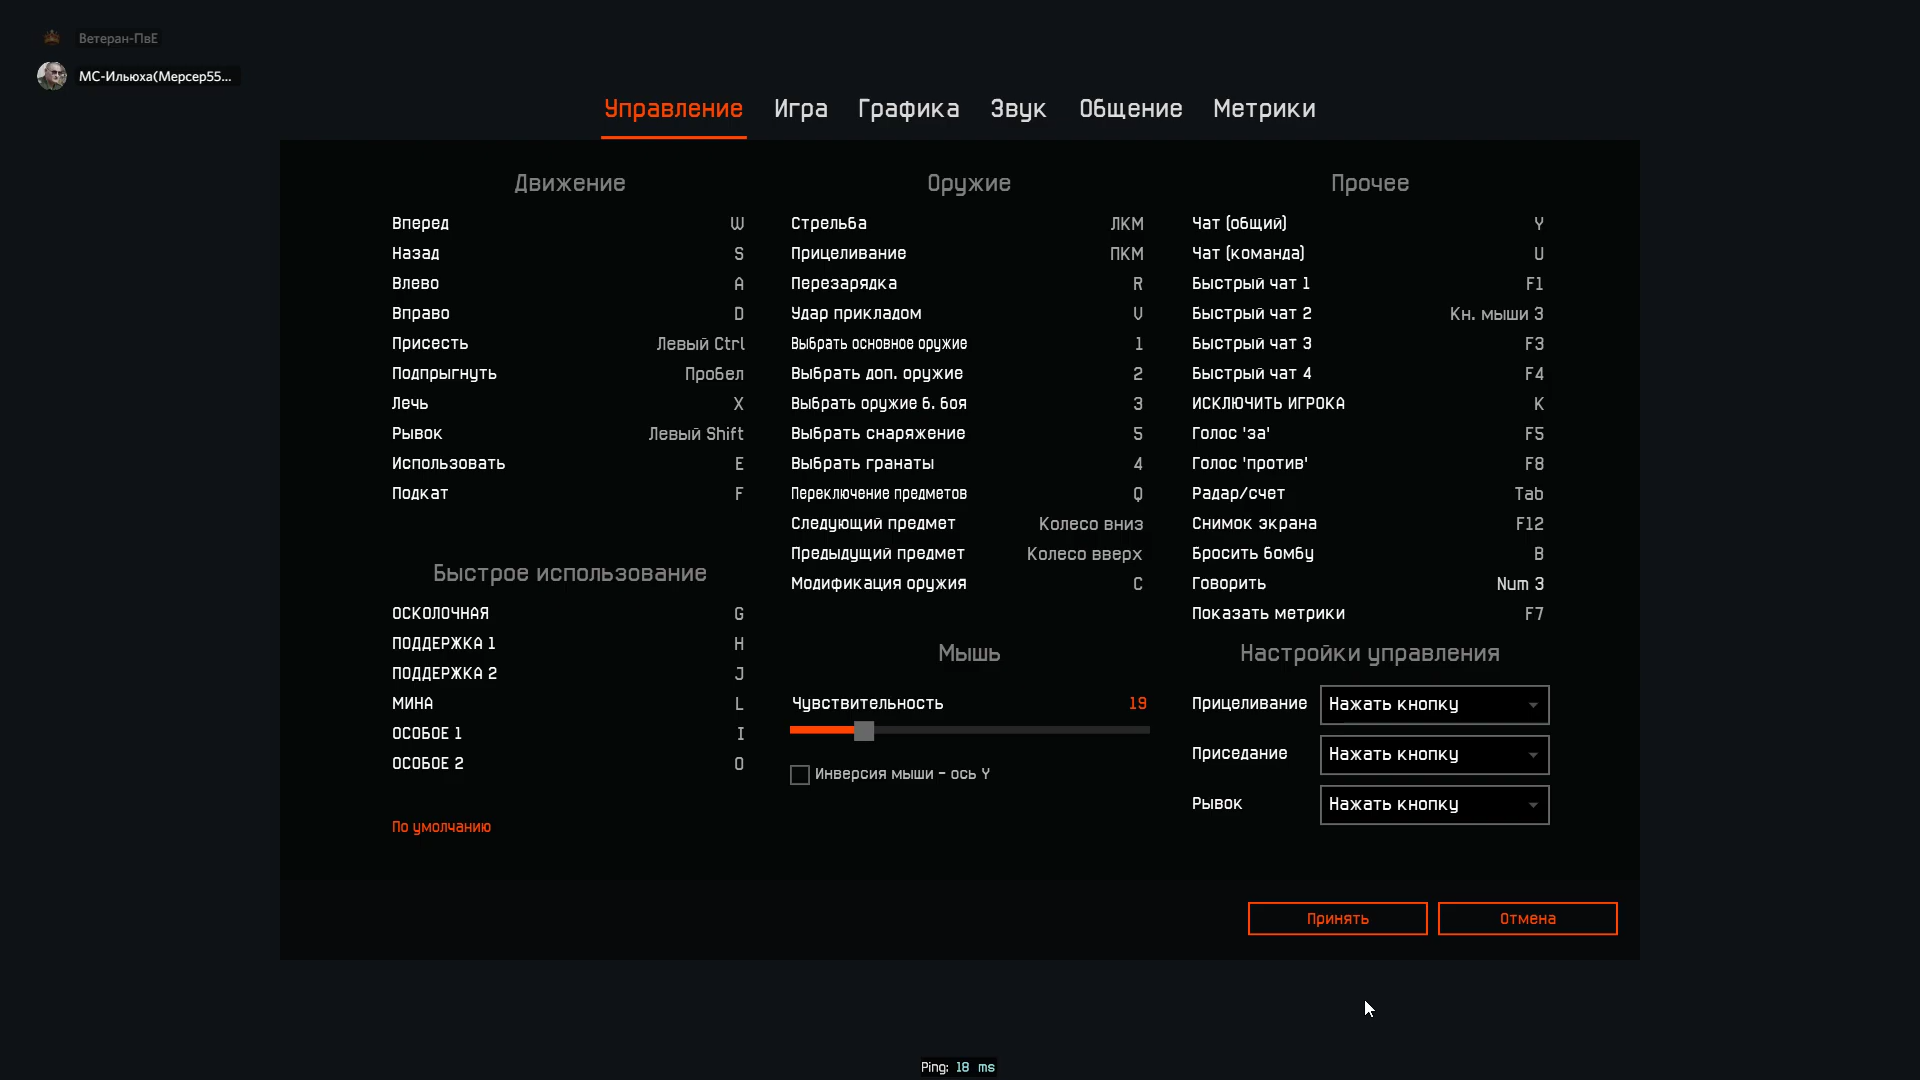 Ветеран-ПвЕ
МС-Ильюха(Мерсер55...
Управление Игра Графика Звук Общение Метрики
Движение
Вперед W
Назад S
Влево A
Вправо D
Присесть Левый Ctrl
Подпрыгнуть Пробел
Лечь X
Рывок Левый Shift
Использовать E
Подкат F
Быстрое использование
ОСКОЛОЧНАЯ G
ПОДДЕРЖКА 1 H
ПОДДЕРЖКА 2 J
МИНА L
ОСОБОЕ 1 I
ОСОБОЕ 2 O
По умолчанию
Оружие
Стрельба ЛКМ
Прицеливание ПКМ
Перезарядка R
Удар прикладом V
Выбрать основное оружие 1
Выбрать доп. оружие 2
Выбрать оружие б. боя 3
Выбрать снаряжение 5
Выбрать гранаты 4
Переключение предметов Q
Следующий предмет Колесо вниз
Предыдущий предмет Колесо вверх
Модификация оружия C
Мышь
Чувствительность 19
Инверсия мыши - ось Y
Прочее
Чат (общий) Y
Чат (команда) U
Быстрый чат 1 F1
Быстрый чат 2 Кн. мыши 3
Быстрый чат 3 F3
Быстрый чат 4 F4
ИСКЛЮЧИТЬ ИГРОКА K
Голос 'за' F5
Голос 'против' F8
Радар/счет Tab
Снимок экрана F12
Бросить бомбу B
Говорить Num 3
Показать метрики F7
Настройки управления
Прицеливание Нажать кнопку
Приседание Нажать кнопку
Рывок Нажать кнопку
Принять Отмена
Ping: 18 ms